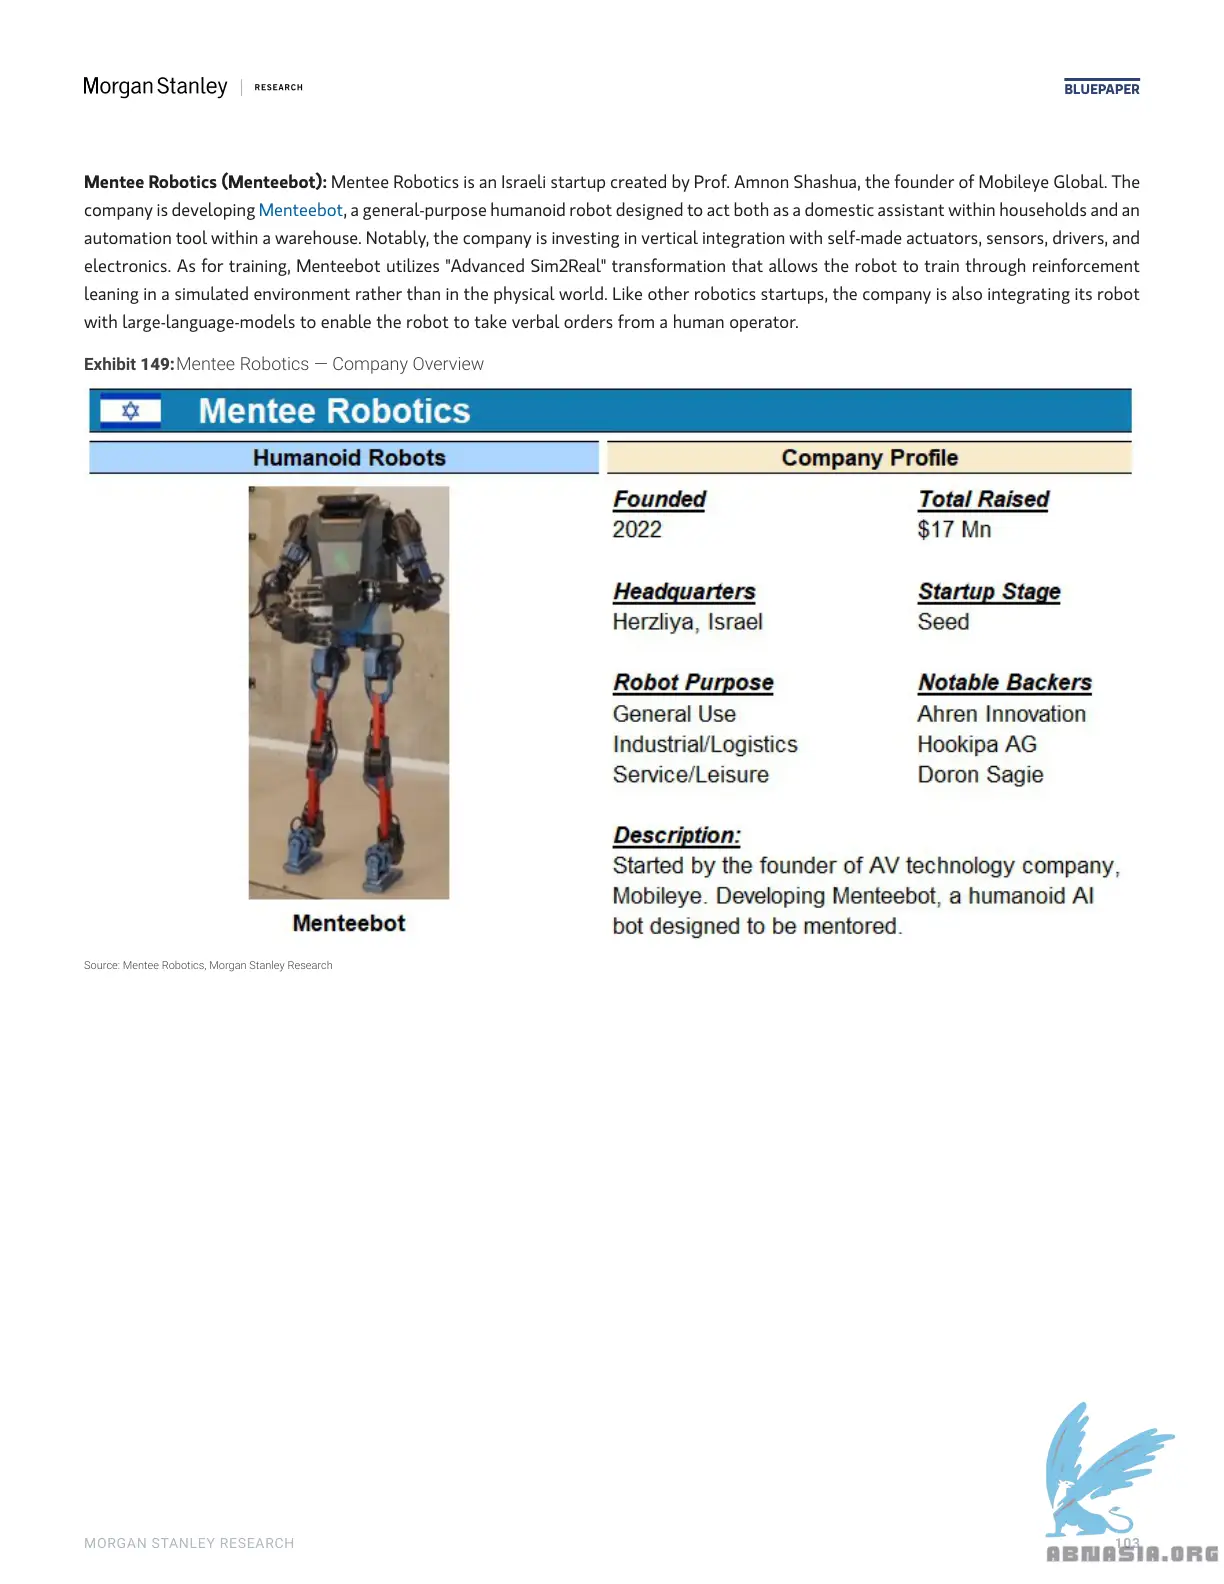 Morgan Stanley | RESEARCH
BLUEPAPER
Mentee Robotics (Menteebot): Mentee Robotics is an Israeli startup created by Prof. Amnon Shashua, the founder of Mobileye Global. The
company is developing Menteebot, a general-purpose humanoid robot designed to act both as a domestic assistant within households and an
automation tool within a warehouse. Notably, the company is investing in vertical integration with self-made actuators, sensors, drivers, and
electronics. As for training, Menteebot utilizes "Advanced Sim2Real" transformation that allows the robot to train through reinforcement
leaning in a simulated environment rather than in the physical world. Like other robotics startups, the company is also integrating its robot
with large-language-models to enable the robot to take verbal orders from a human operator.
Exhibit 149: Mentee Robotics — Company Overview
Mentee Robotics
Humanoid Robots
Menteebot
Company Profile
Founded
2022
Total Raised
$17 Mn
Headquarters
Herzliya, Israel
Startup Stage
Seed
Robot Purpose
General Use
Industrial/Logistics
Service/Leisure
Notable Backers
Ahren Innovation
Hookipa AG
Doron Sagie
Description:
Started by the founder of AV technology company,
Mobileye. Developing Menteebot, a humanoid AI
bot designed to be mentored.
Source: Mentee Robotics, Morgan Stanley Research
MORGAN STANLEY RESEARCH
103
ABNASIA.ORG